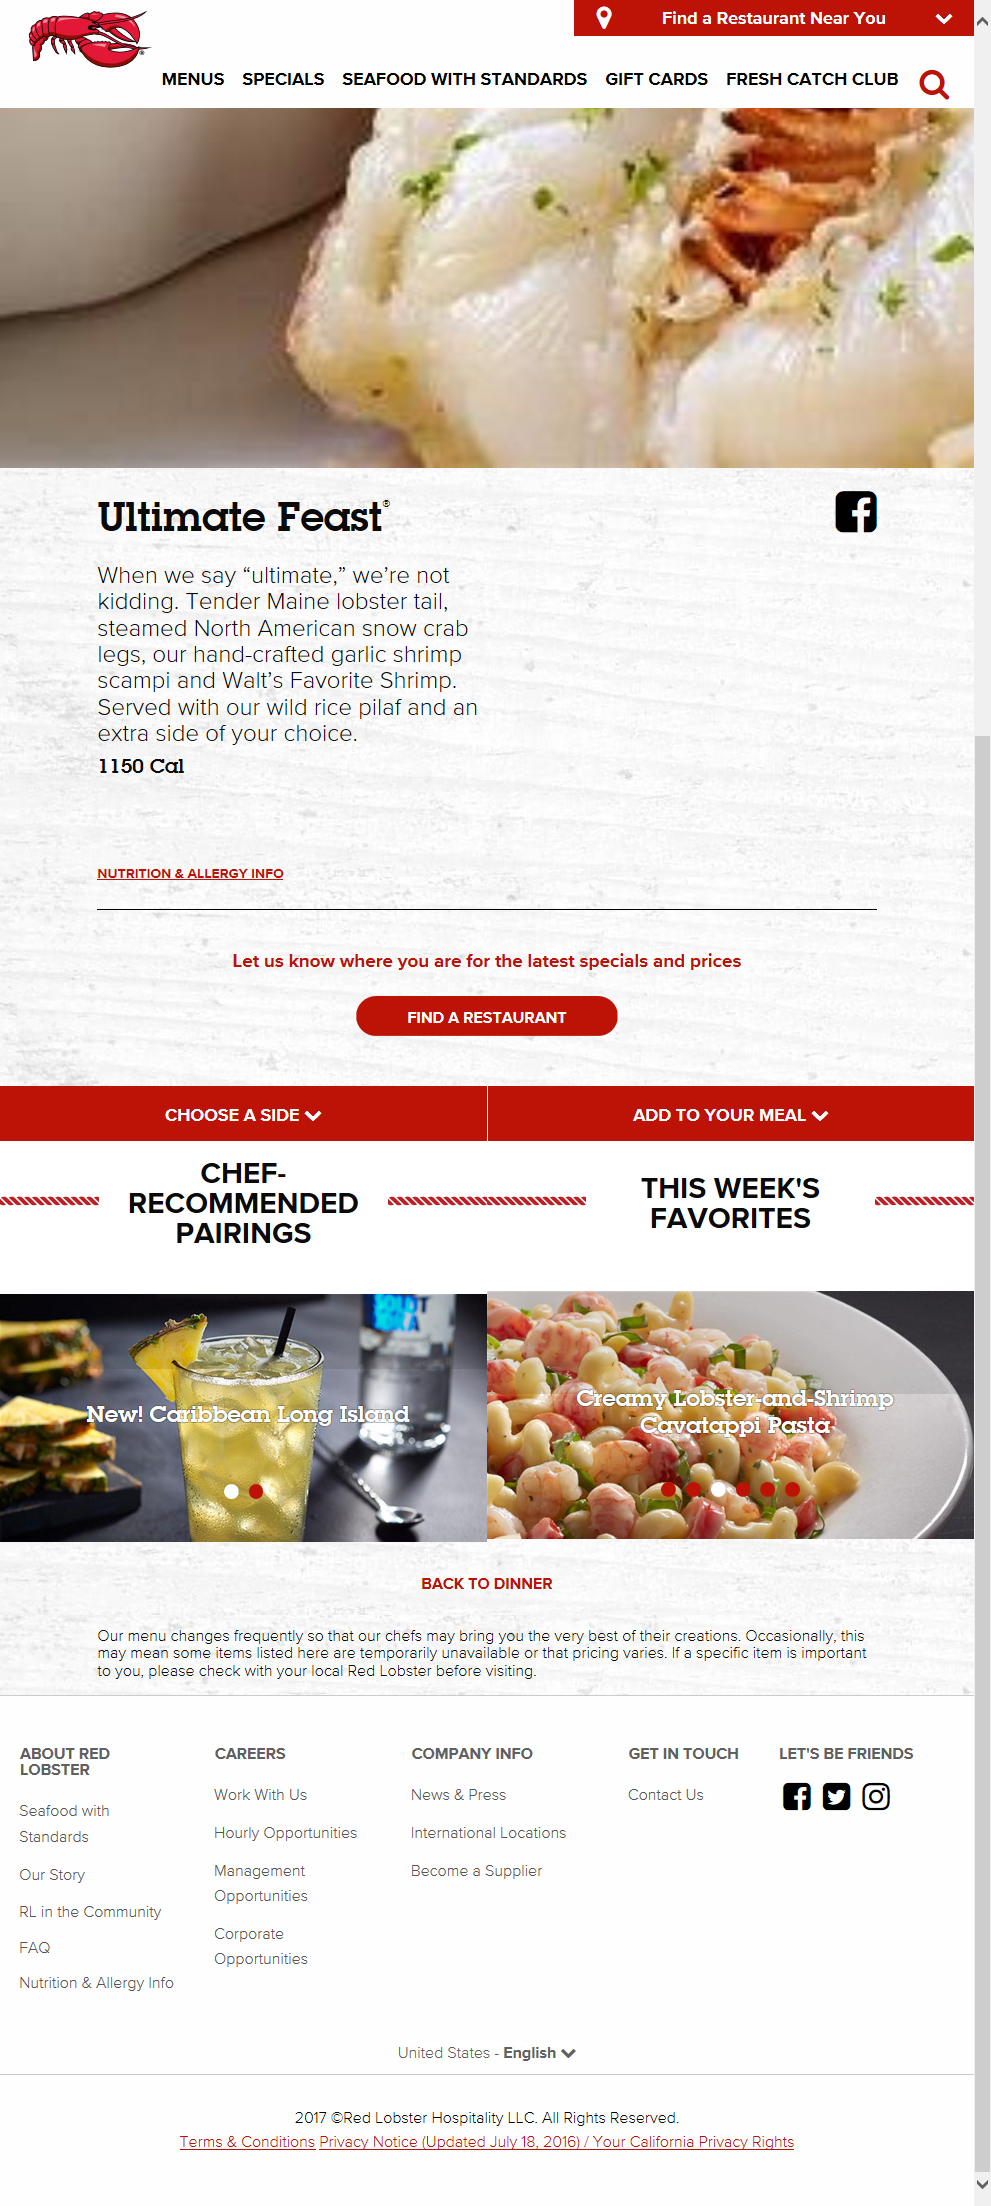 Find a Restaurant Near You
MENUS SPECIALS SEAFOOD WITH STANDARDS GIFT CARDS FRESH CATCH CLUB
Ultimate Feast®
When we say “ultimate,” we’re not
kidding. Tender Maine lobster tail,
steamed North American snow crab
legs, our hand-crafted garlic shrimp
scampi and Walt’s Favorite Shrimp.
Served with our wild rice pilaf and an
extra side of your choice.
1150 Cal
NUTRITION & ALLERGY INFO
Let us know where you are for the latest specials and prices
FIND A RESTAURANT
CHOOSE A SIDE
ADD TO YOUR MEAL
CHEF-
RECOMMENDED
PAIRINGS
THIS WEEK'S
FAVORITES
New! Caribbean Long Island
Creamy Lobster-and-Shrimp
Cavatappi Pasta
BACK TO DINNER
Our menu changes frequently so that our chefs may bring you the very best of their creations. Occasionally, this
may mean some items listed here are temporarily unavailable or that pricing varies. If a specific item is important
to you, please check with your local Red Lobster before visiting.
ABOUT RED
LOBSTER
Seafood with
Standards
Our Story
RL in the Community
FAQ
Nutrition & Allergy Info
CAREERS
Work With Us
Hourly Opportunities
Management
Opportunities
Corporate
Opportunities
COMPANY INFO
News & Press
International Locations
Become a Supplier
GET IN TOUCH
Contact Us
LET'S BE FRIENDS
United States - English
2017 ©Red Lobster Hospitality LLC. All Rights Reserved.
Terms & Conditions Privacy Notice (Updated July 18, 2016) / Your California Privacy Rights